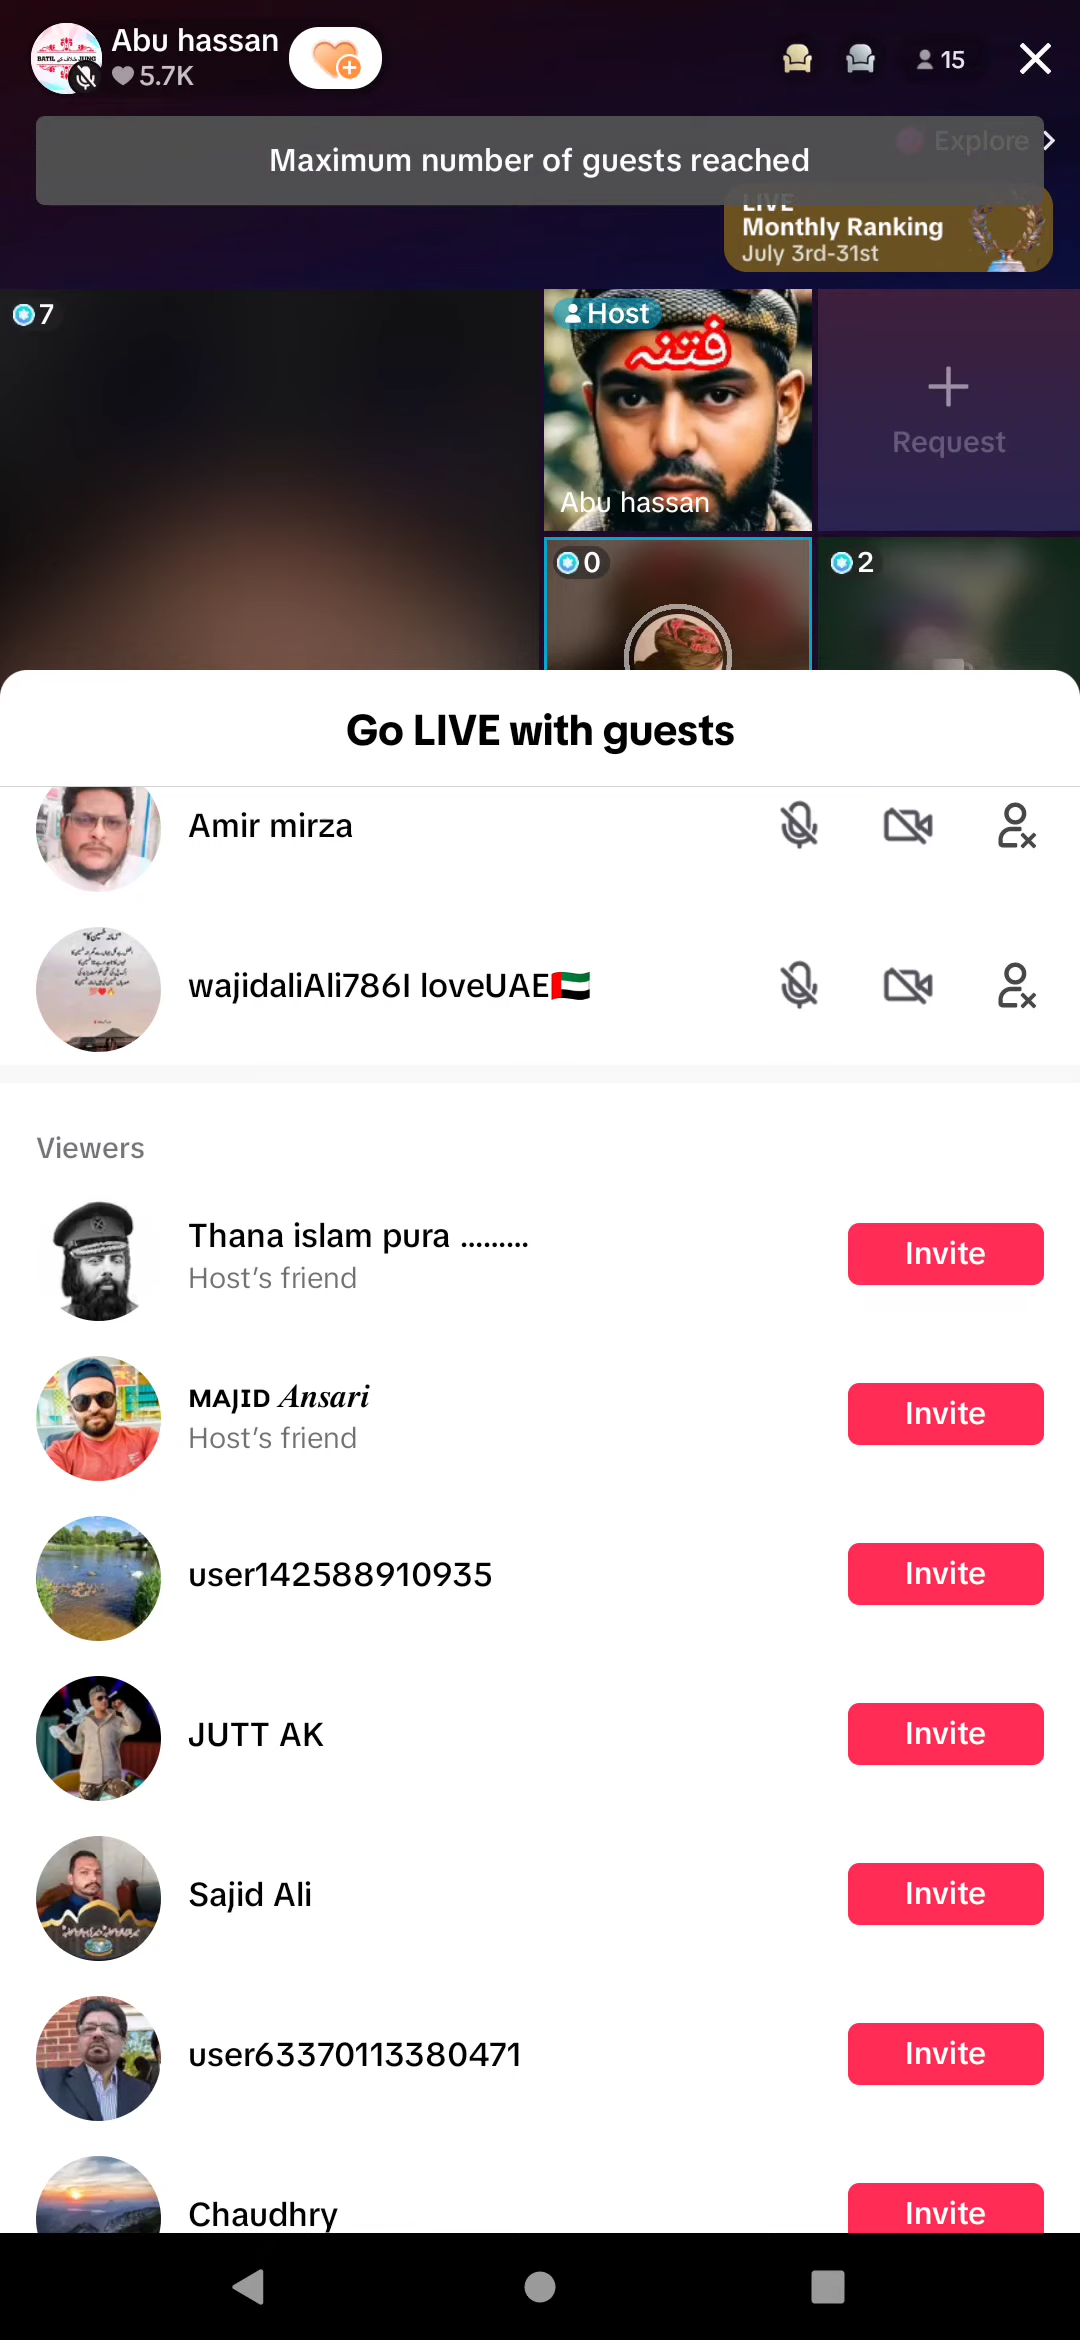 Abu hassan
5.7K
15
Maximum number of guests reached
Explore
LIVE
Monthly Ranking
July 3rd-31st
7
Host
فتنہ
Abu hassan
Request
0
2
Go LIVE with guests
Amir mirza
wajidaliAli786I loveUAE🇦🇪
Viewers
Thana islam pura .........
Host's friend
Invite
ᴍᴀᴊɪᴅ 𝑨𝒏𝒔𝒂𝒓𝒊
Host's friend
Invite
user142588910935
Invite
JUTT AK
Invite
Sajid Ali
Invite
user63370113380471
Invite
Chaudhry
Invite